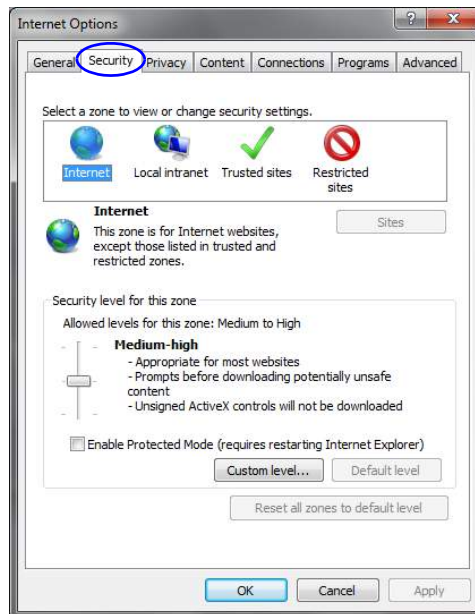 Internet Options
?
X
General Security Privacy Content Connections Programs Advanced
Select a zone to view or change security settings.
Internet Local intranet Trusted sites Restricted
sites
Internet
Sites
This zone is for Internet websites,
except those listed in trusted and
restricted zones.
Security level for this zone
Allowed levels for this zone: Medium to High
Medium-high
- Appropriate for most websites
- Prompts before downloading potentially unsafe
content
- Unsigned ActiveX controls will not be downloaded
Enable Protected Mode (requires restarting Internet Explorer)
Custom level... Default level
Reset all zones to default level
OK Cancel Apply